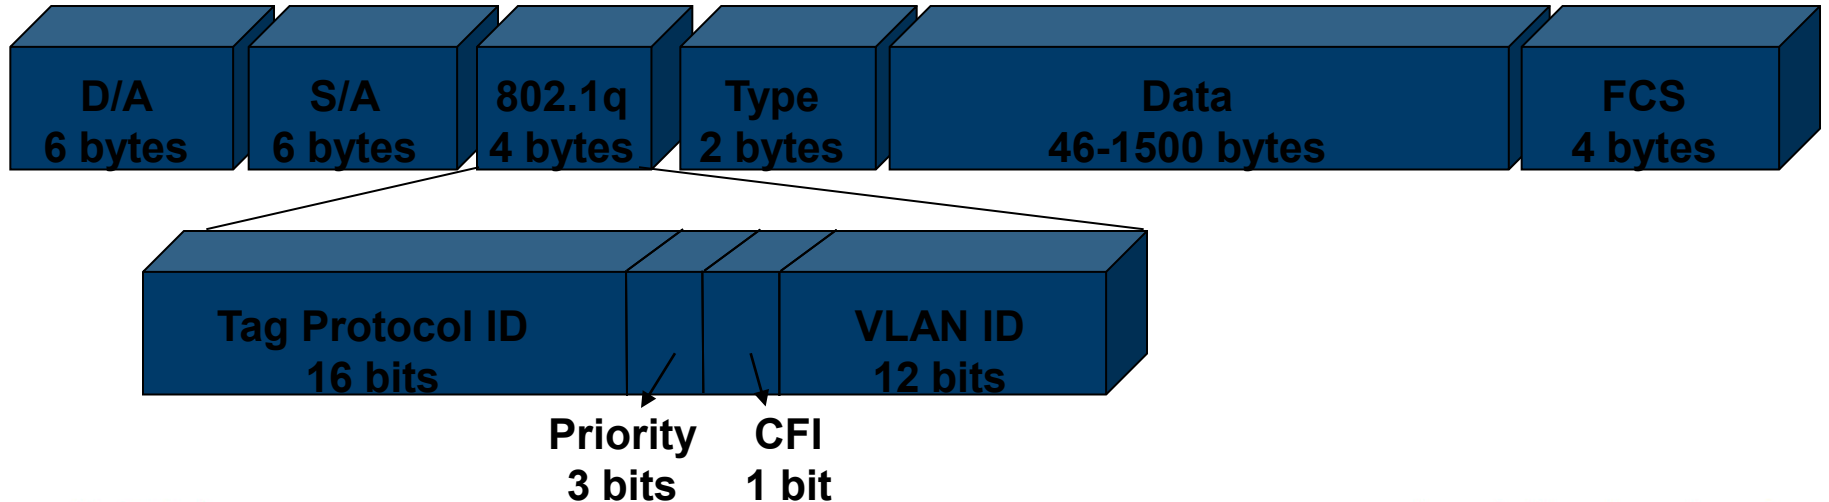 D/A
6 bytes
S/A
6 bytes
802.1q
4 bytes
Type
2 bytes
Data
46-1500 bytes
FCS
4 bytes
Tag Protocol ID
16 bits
VLAN ID
12 bits
Priority
3 bits
CFI
1 bit